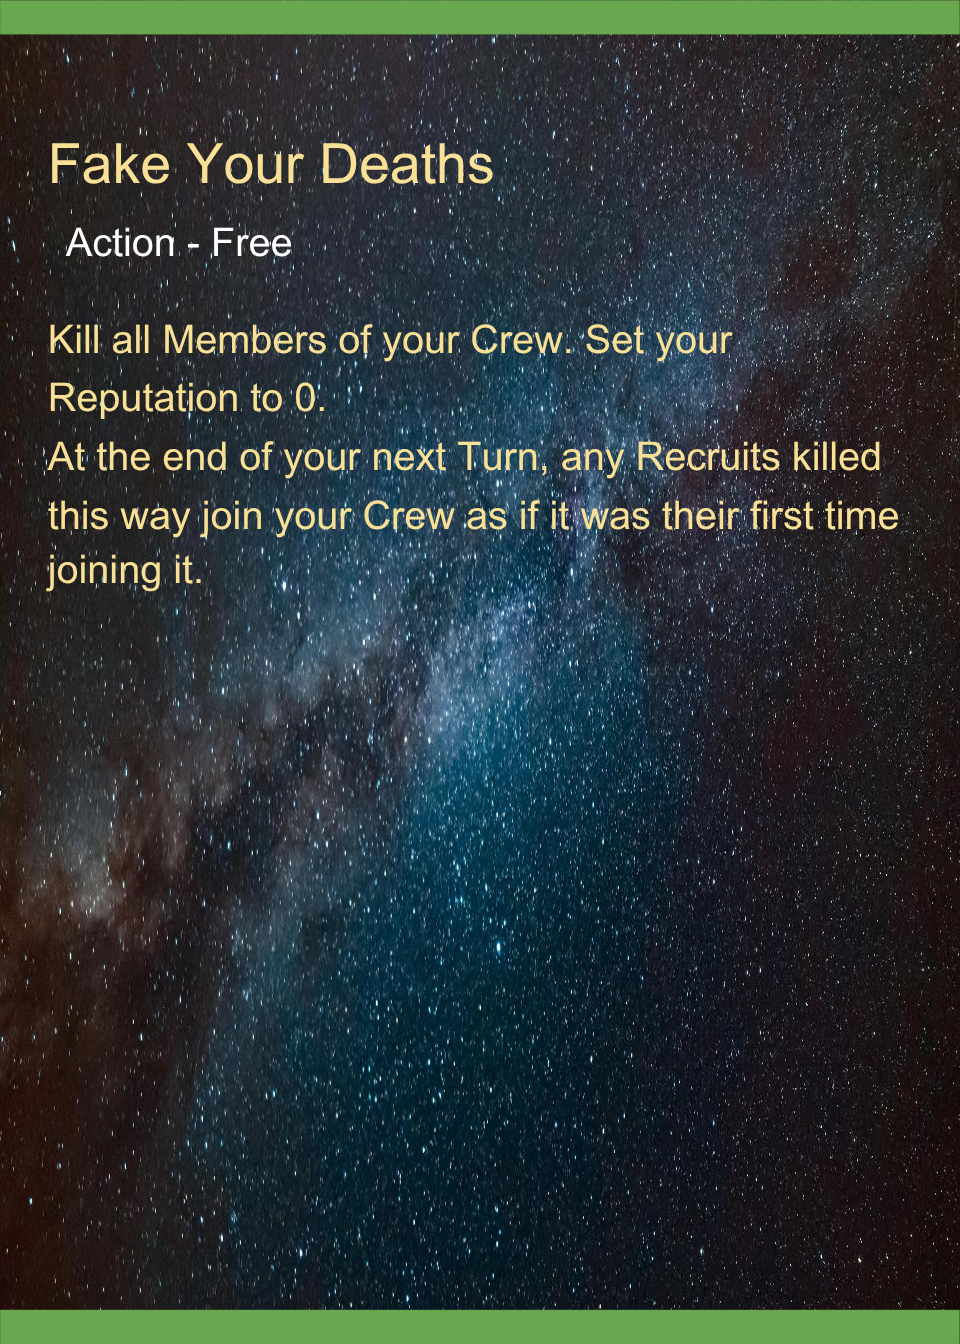 Fake Your Deaths
Action - Free
Kill all Members of your Crew. Set your
Reputation to 0.
At the end of your next Turn, any Recruits killed
this way join your Crew as if it was their first time
joining it.